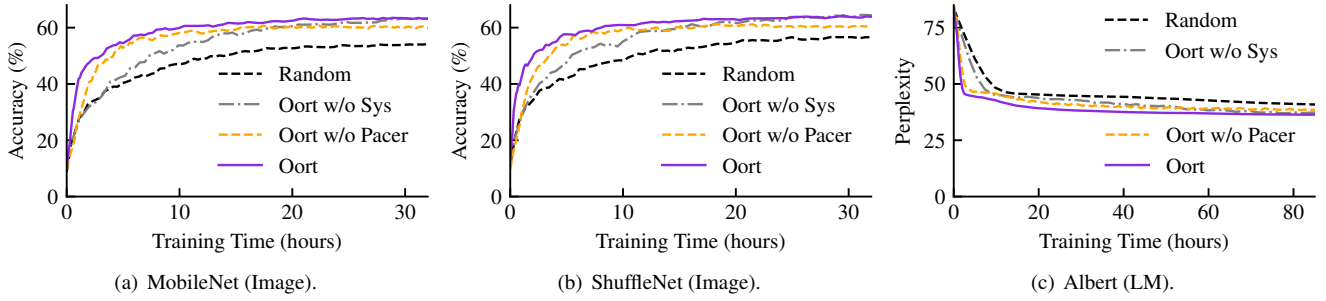 Accuracy (%)
60
40
20
0
0
10
20
30
Training Time (hours)
Random
Oort w/o Sys
Oort w/o Pacer
Oort
(a) MobileNet (Image).
Accuracy (%)
60
40
20
0
0
10
20
30
Training Time (hours)
Random
Oort w/o Sys
Oort w/o Pacer
Oort
(b) ShuffleNet (Image).
Perplexity
75
50
25
0
0
20
40
60
80
Training Time (hours)
Random
Oort w/o Sys
Oort w/o Pacer
Oort
(c) Albert (LM).